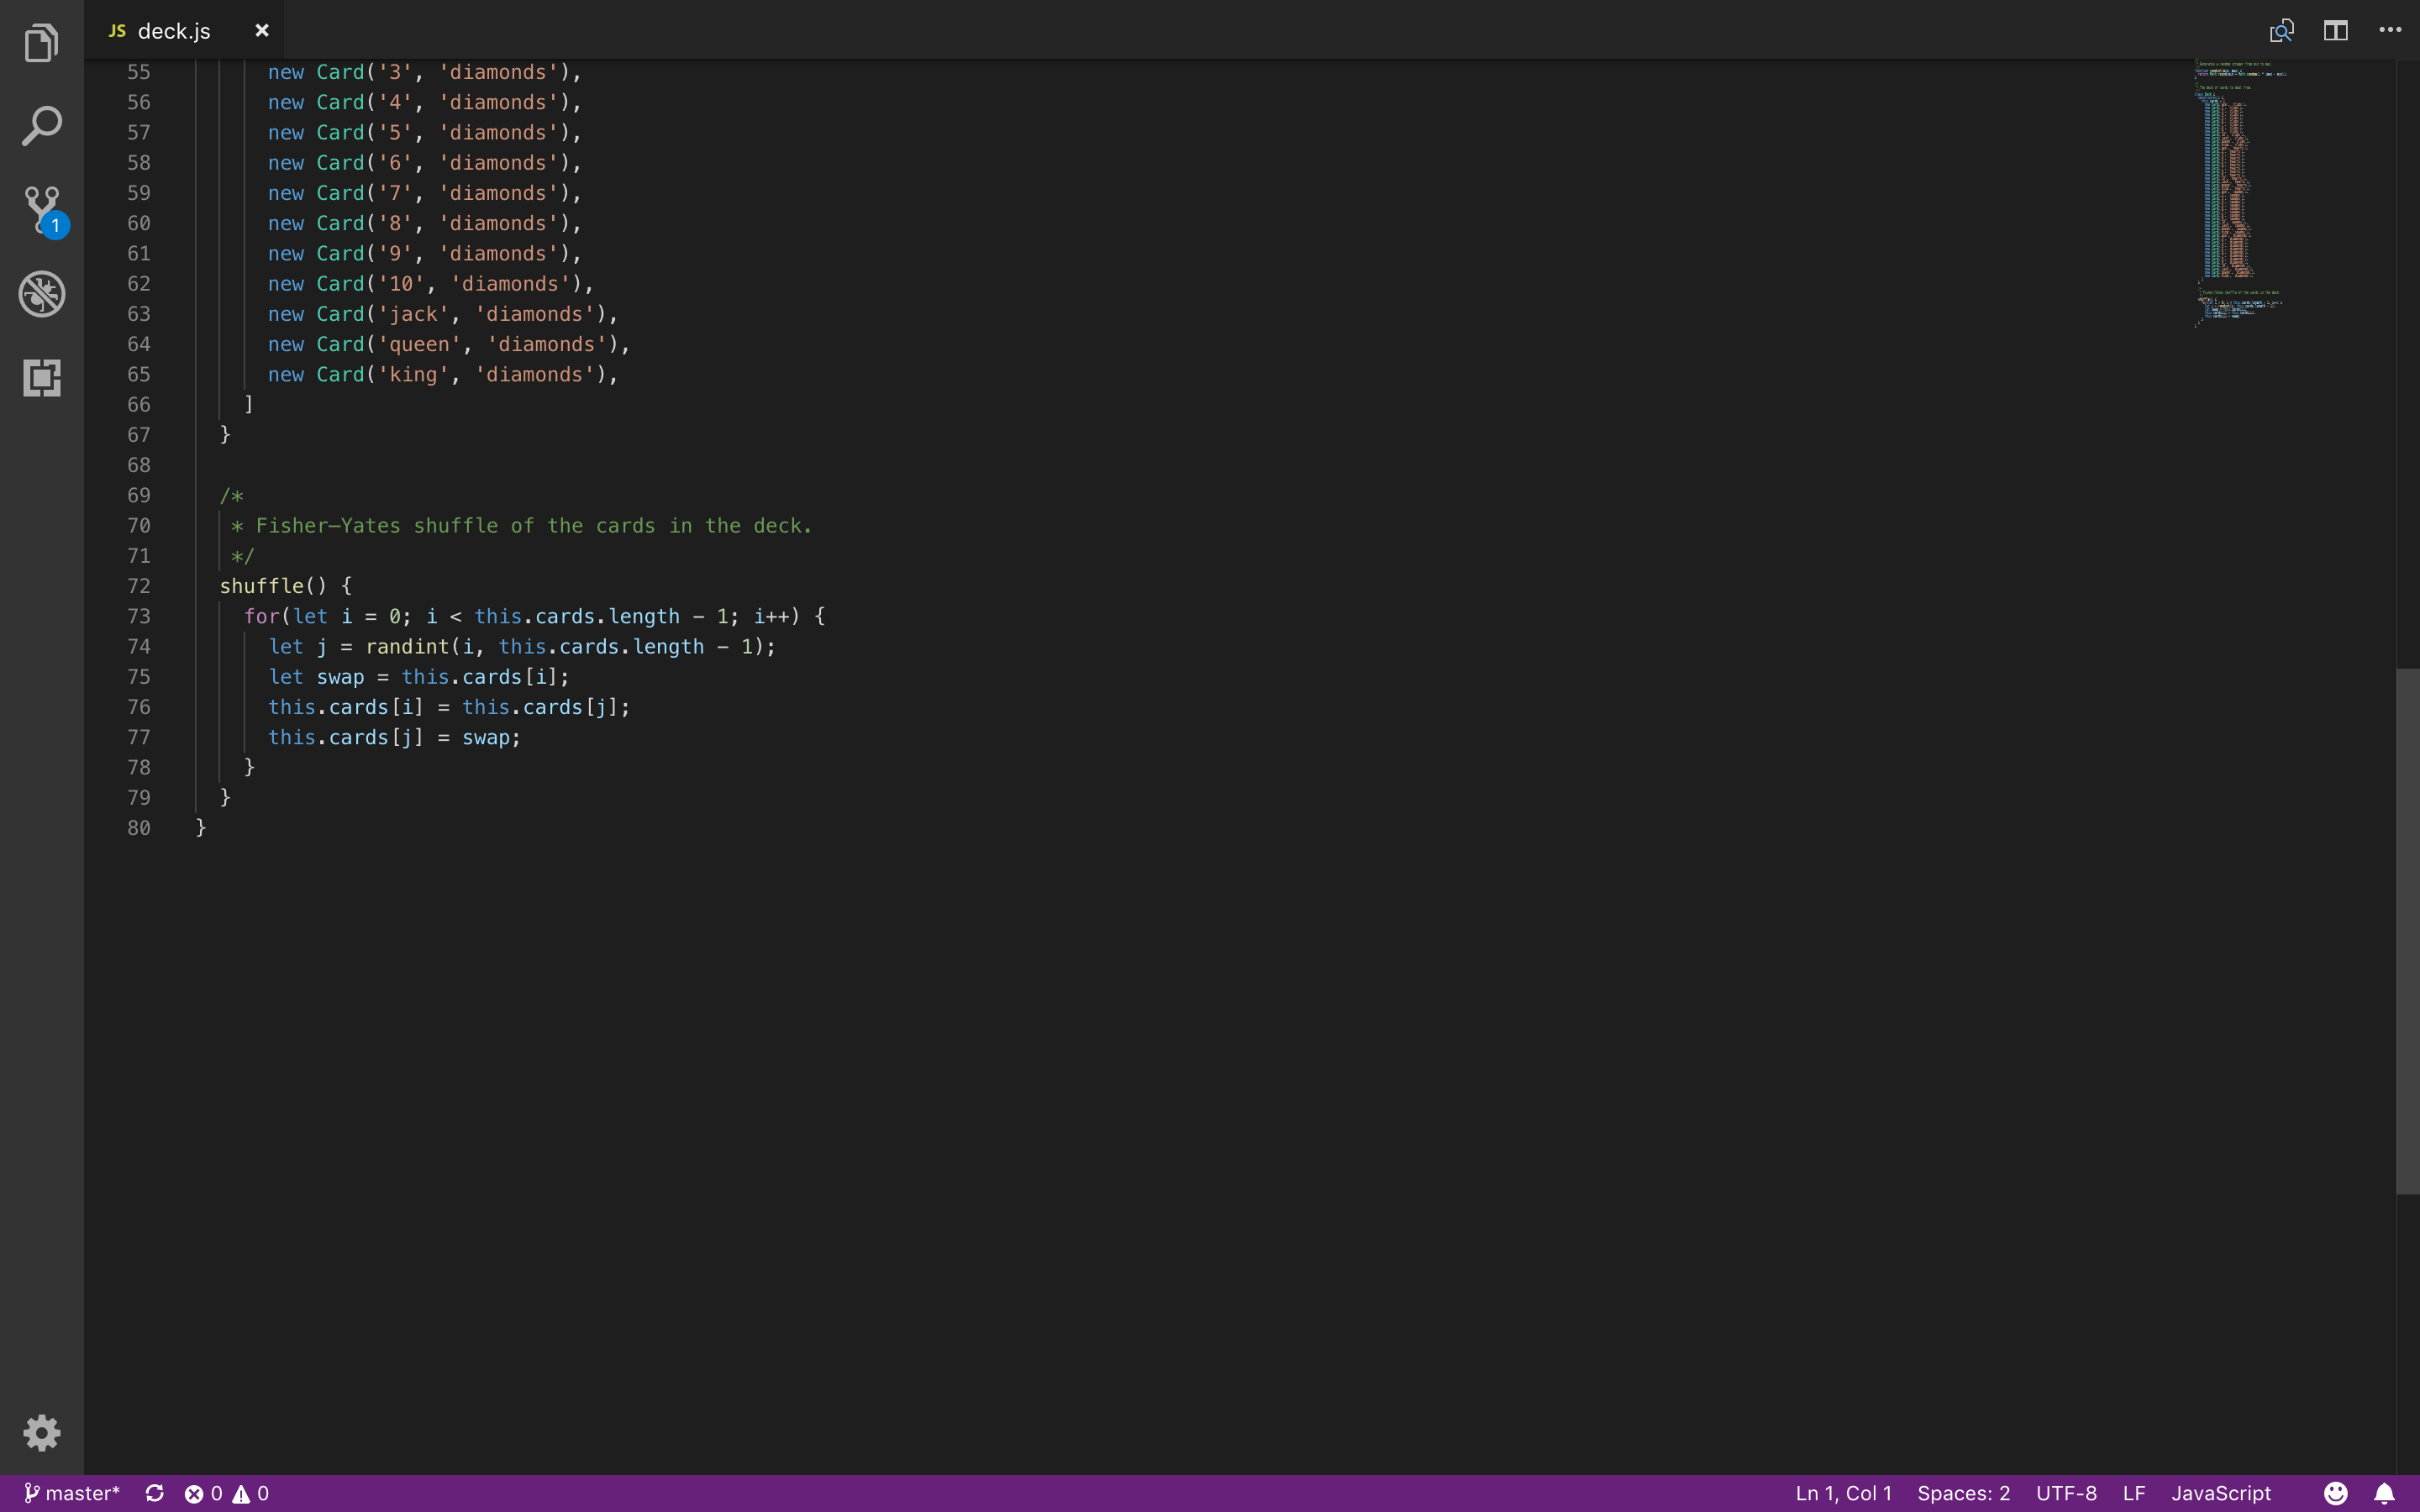 JS deck.js
55 new Card('3', 'diamonds'),
56 new Card('4', 'diamonds'),
57 new Card('5', 'diamonds'),
58 new Card('6', 'diamonds'),
59 new Card('7', 'diamonds'),
60 new Card('8', 'diamonds'),
61 new Card('9', 'diamonds'),
62 new Card('10', 'diamonds'),
63 new Card('jack', 'diamonds'),
64 new Card('queen', 'diamonds'),
65 new Card('king', 'diamonds'),
66 ]
67 }
68
69 /*
70 * Fisher–Yates shuffle of the cards in the deck.
71 */
72 shuffle() {
73 for(let i = 0; i < this.cards.length - 1; i++) {
74 let j = randint(i, this.cards.length - 1);
75 let swap = this.cards[i];
76 this.cards[i] = this.cards[j];
77 this.cards[j] = swap;
78 }
79 }
80 }
1
master* 0 0 Ln 1, Col 1 Spaces: 2 UTF-8 LF JavaScript